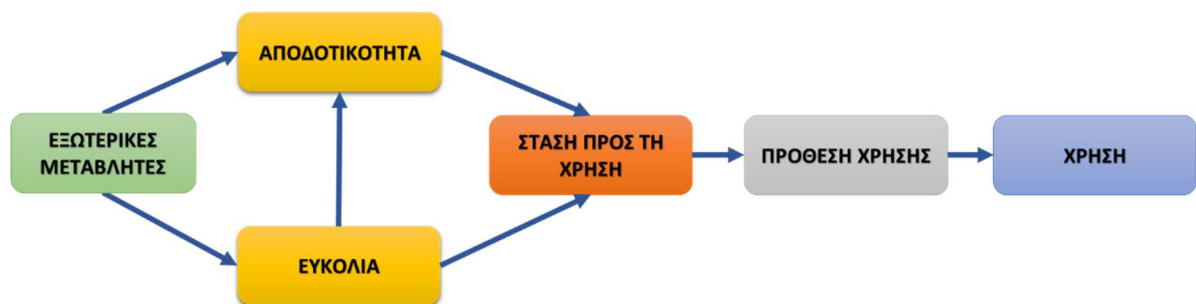 ΑΠΟΔΟΤΙΚΟΤΗΤΑ
ΕΞΩΤΕΡΙΚΕΣ
ΜΕΤΑΒΛΗΤΕΣ
ΣΤΑΣΗ ΠΡΟΣ ΤΗ
ΧΡΗΣΗ
ΠΡΟΘΕΣΗ ΧΡΗΣΗΣ
ΧΡΗΣΗ
ΕΥΚΟΛΙΑ